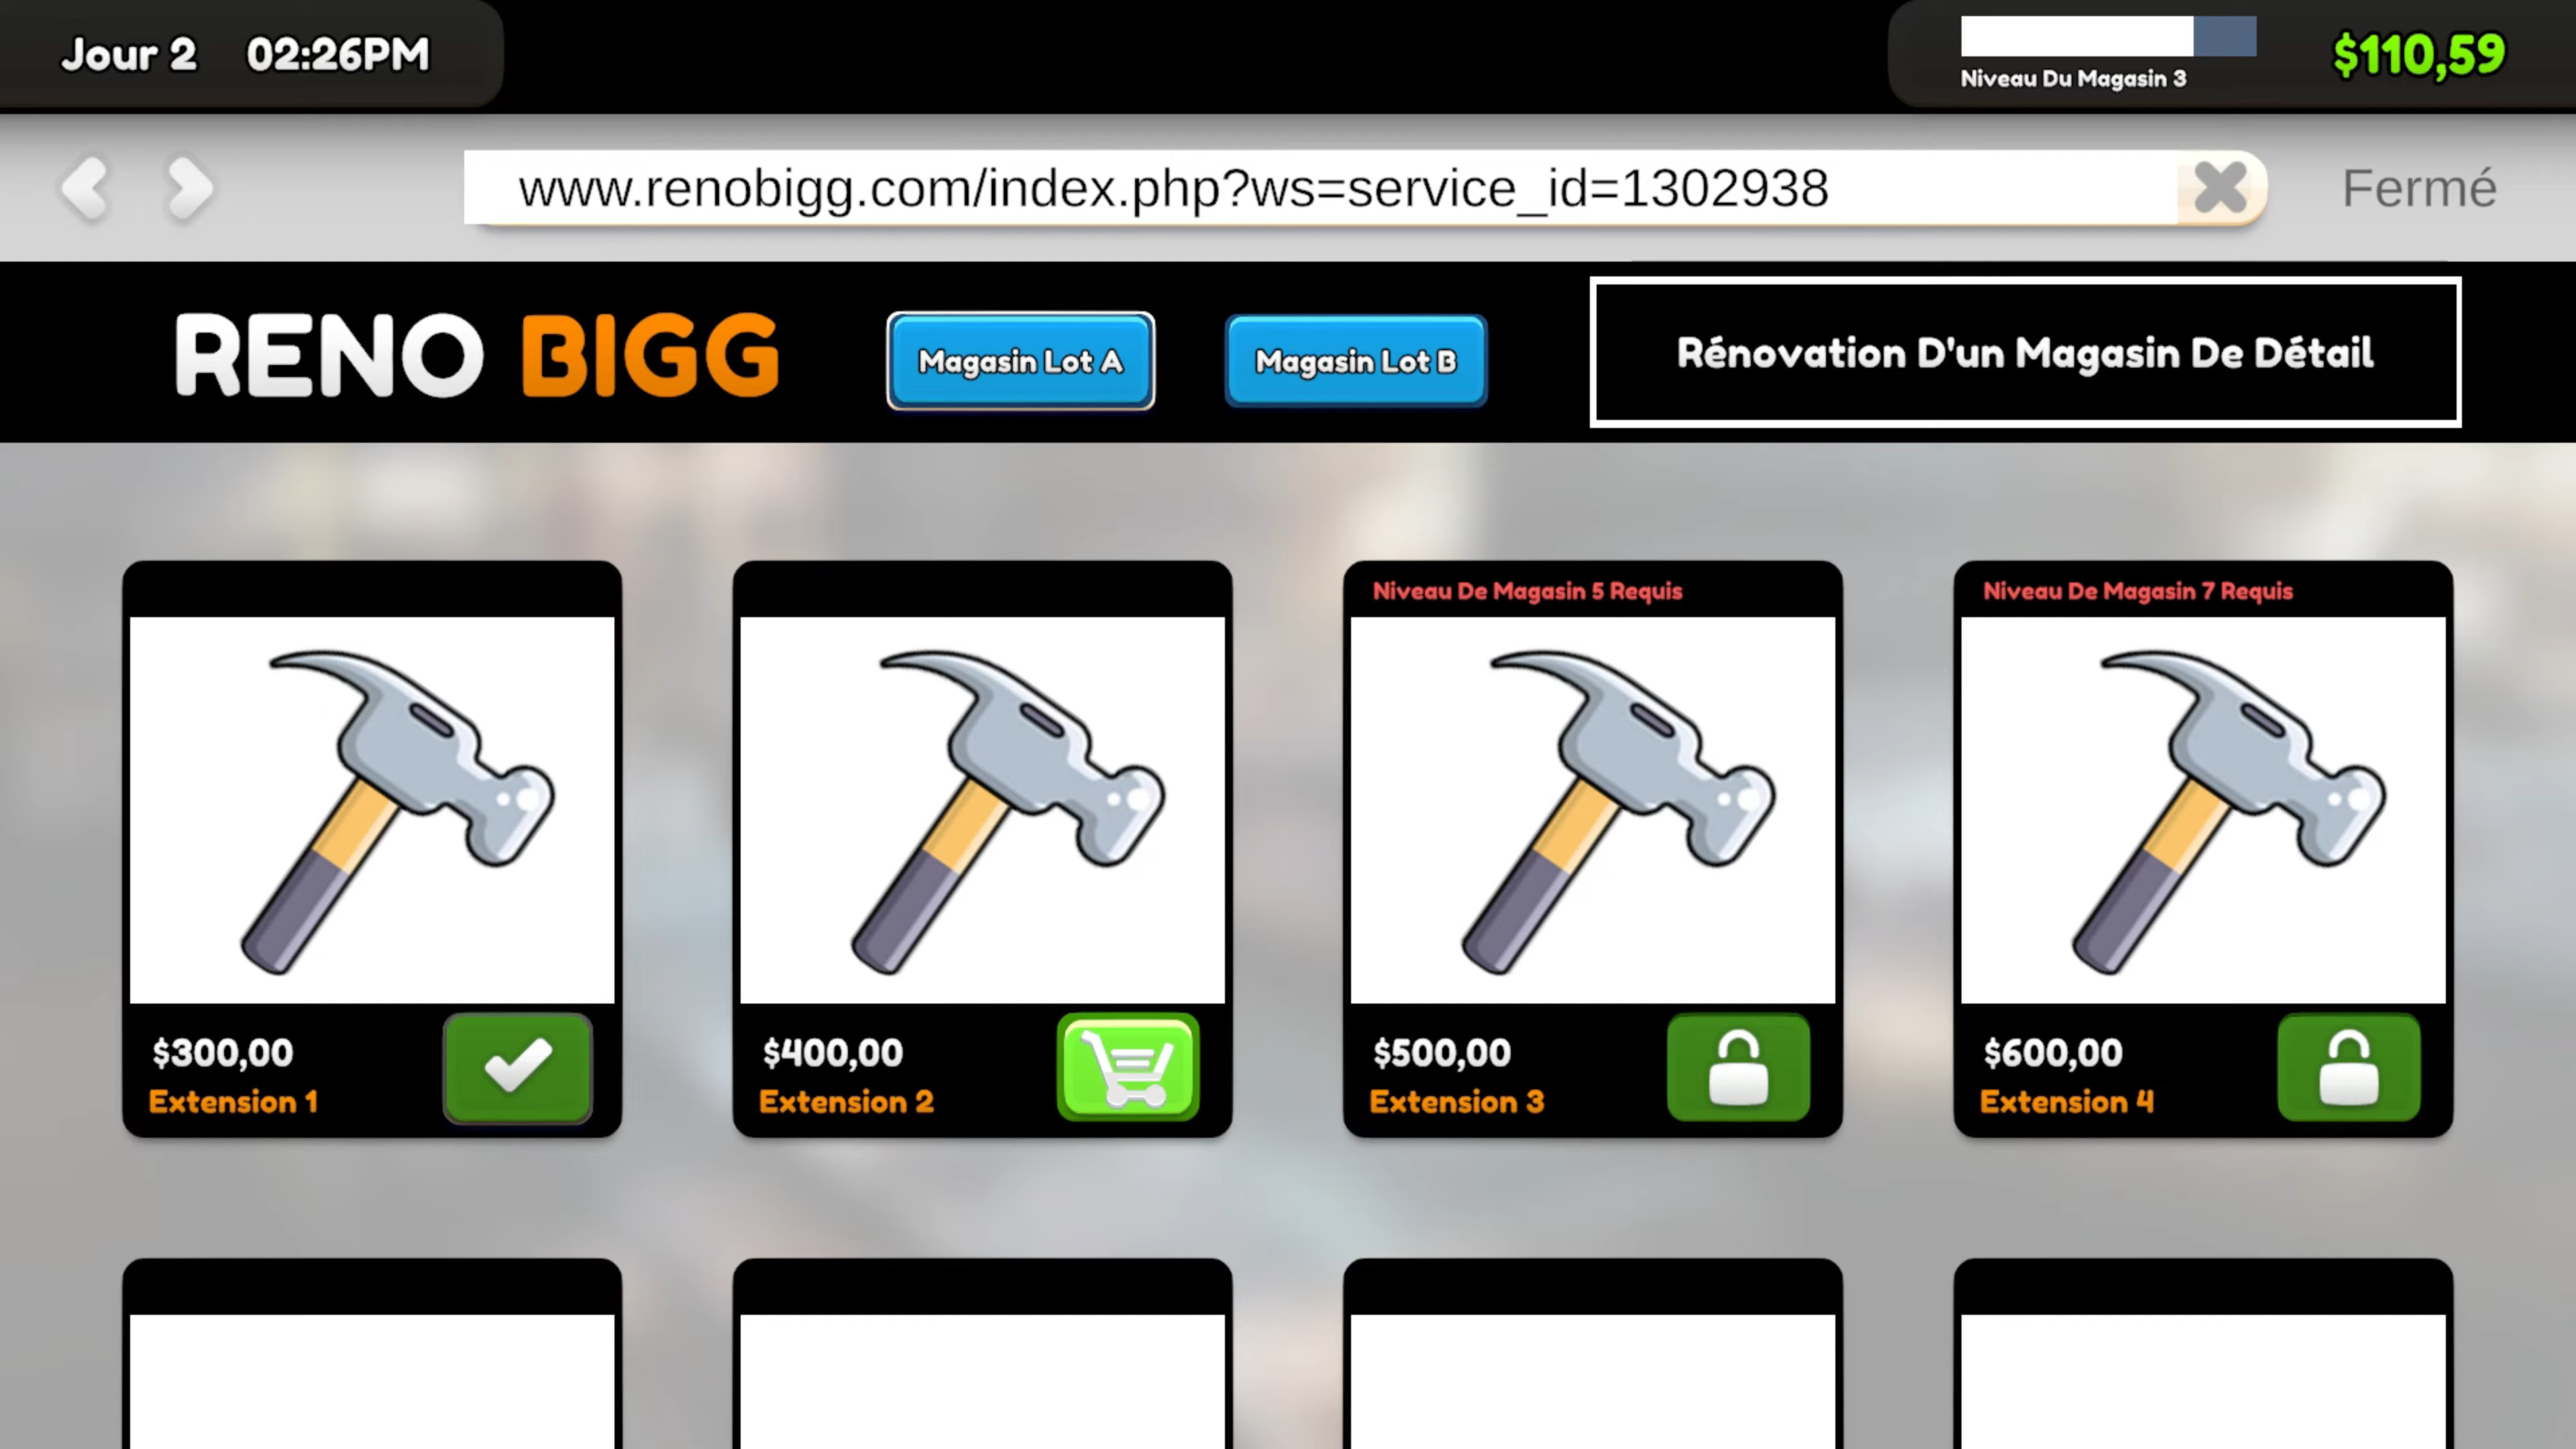 Jour 2 02:26PM
Niveau Du Magasin 3
$110,59
www.renobigg.com/index.php?ws=service_id=1302938
Fermé
RENO BIGG
Magasin Lot A
Magasin Lot B
Rénovation D'un Magasin De Détail
Niveau De Magasin 5 Requis
Niveau De Magasin 7 Requis
$300,00
Extension 1
$400,00
Extension 2
$500,00
Extension 3
$600,00
Extension 4